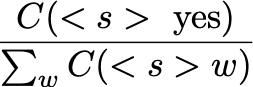 C(< s > yes)
∑_w C(< s > w)